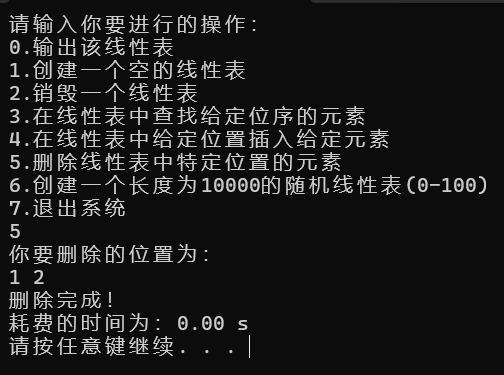 请输入你要进行的操作：
0.输出该线性表
1.创建一个空的线性表
2.销毁一个线性表
3.在线性表中查找给定位序的元素
4.在线性表中给定位置插入给定元素
5.删除线性表中特定位置的元素
6.创建一个长度为10000的随机线性表(0-100)
7.退出系统
5
你要删除的位置为：
1 2
删除完成！
耗费的时间为: 0.00 s
请按任意键继续. . .